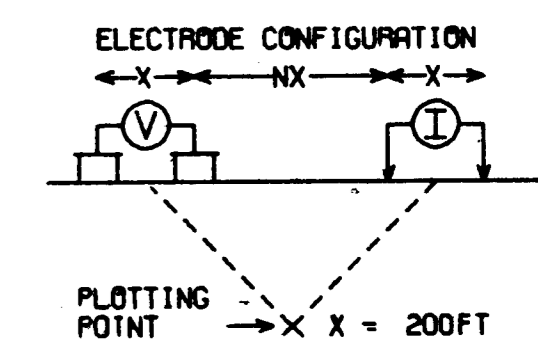 ELECTRODE CONFIGURATION
X NX X
V I
PLOTTING
POINT X X = 200FT